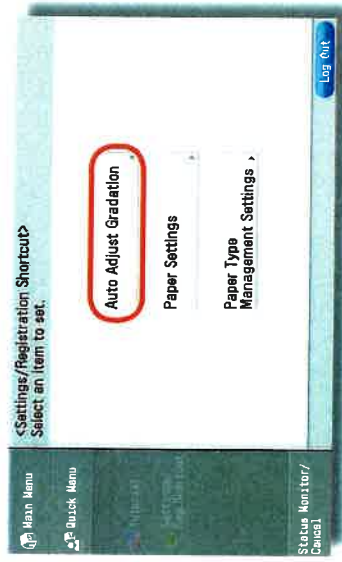 Main Menu
Quick Menu
Status Monitor/
Cancel
<Settings/Registration Shortcut>
Select an item to set.
Auto Adjust Gradation
Paper Settings
Paper Type
Management Settings
Log Out